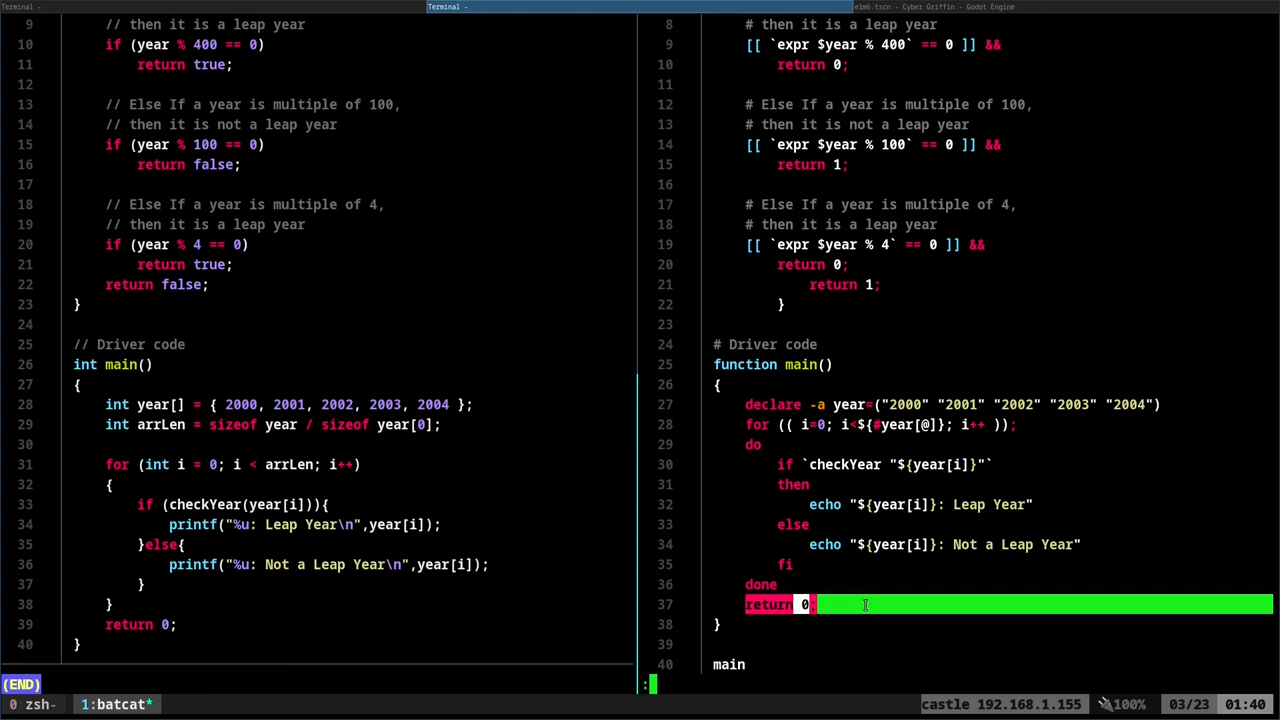 Terminal -
Terminal -
e1m6.tscn - Cyber Griffin - Godot Engine
9 // then it is a leap year
10 if (year % 400 == 0)
11 return true;
12
13 // Else If a year is multiple of 100,
14 // then it is not a leap year
15 if (year % 100 == 0)
16 return false;
17
18 // Else If a year is multiple of 4,
19 // then it is a leap year
20 if (year % 4 == 0)
21 return true;
22 return false;
23 }
24
25 // Driver code
26 int main()
27 {
28 int year[] = { 2000, 2001, 2002, 2003, 2004 };
29 int arrLen = sizeof year / sizeof year[0];
30
31 for (int i = 0; i < arrLen; i++)
32 {
33 if (checkYear(year[i])){
34 printf("%u: Leap Year\n",year[i]);
35 }else{
36 printf("%u: Not a Leap Year\n",year[i]);
37 }
38 }
39 return 0;
40 }
(END)
8 # then it is a leap year
9 [[ `expr $year % 400` == 0 ]] &&
10 return 0;
11
12 # Else If a year is multiple of 100,
13 # then it is not a leap year
14 [[ `expr $year % 100` == 0 ]] &&
15 return 1;
16
17 # Else If a year is multiple of 4,
18 # then it is a leap year
19 [[ `expr $year % 4` == 0 ]] &&
20 return 0;
21 return 1;
22 }
23
24 # Driver code
25 function main()
26 {
27 declare -a year=("2000" "2001" "2002" "2003" "2004")
28 for (( i=0; i<${#year[@]}; i++ ));
29 do
30 if `checkYear "${year[i]}"`
31 then
32 echo "${year[i]}: Leap Year"
33 else
34 echo "${year[i]}: Not a Leap Year"
35 fi
36 done
37 return 0;
38 }
39
40 main
:
0 zsh- 1:batcat* castle 192.168.1.155 100% 03/23 01:40